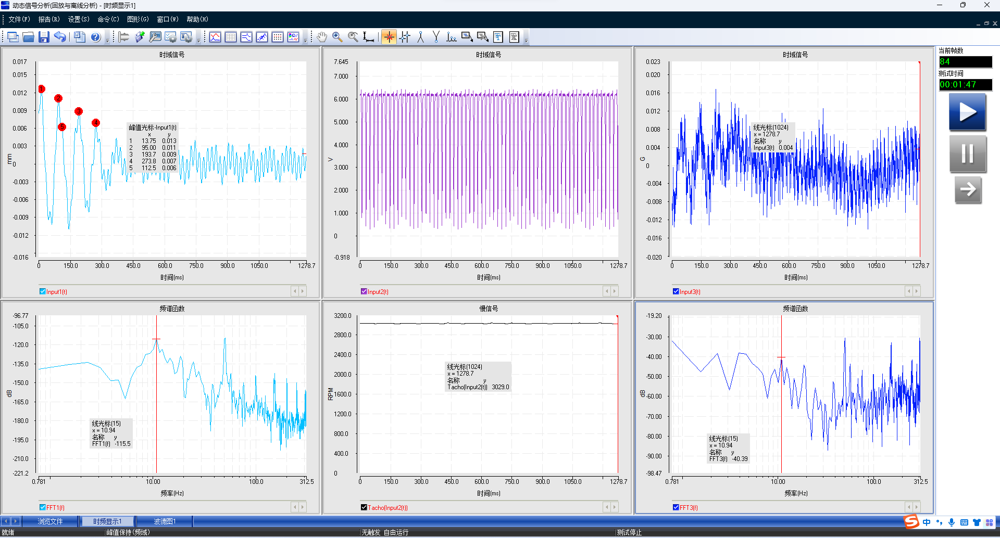 动态信号分析(回放与离线分析) - [时频显示1]
文件(F) 报告(R) 设置(S) 命令(C) 图形(G) 窗口(W) 帮助(H)
时域信号
0.017
0.015
0.012
0.009
0.006
0.003
0
-0.003
-0.006
-0.009
-0.012
-0.016
mm
1
2
3
4
5
峰值光标:Input1(t)
x y
1 13.75 0.013
2 95.00 0.011
3 193.7 0.009
4 273.8 0.007
5 112.5 0.006
0 150.0 300.0 450.0 600.0 750.0 900.0 1050.0 1278.7
时间(ms)
Input1(t)
时域信号
7.645
7.000
6.000
5.000
4.000
3.000
2.000
1.000
0
-0.918
V
0 150.0 300.0 450.0 600.0 750.0 900.0 1050.0 1278.7
时间(ms)
Input2(t)
时域信号
0.023
0.020
0.016
0.012
0.008
0.004
0
-0.004
-0.008
-0.012
-0.016
-0.020
G
线光标(1024)
x = 1278.7
名称 y
Input3(t) 0.004
0 150.0 300.0 450.0 600.0 750.0 900.0 1050.0 1278.7
时间(ms)
Input3(t)
当前帧数
84
测试时间
00:01:47
频谱函数
-96.77
-105.0
-120.0
-135.0
-150.0
-165.0
-180.0
-195.0
-210.0
-221.2
dB
线光标(15)
x = 10.94
名称 y
FFT1(f) -115.5
0.781 10.00 100.0 312.5
频率(Hz)
FFT1(f)
慢信号
3200.0
2800.0
2400.0
2000.0
1600.0
1200.0
800.0
400.0
0
RPM
线光标(1024)
x = 1278.7
名称 y
Tacho(Input2(t)) 3029.0
0 150.0 300.0 450.0 600.0 750.0 900.0 1050.0 1278.7
时间(ms)
Tacho(Input2(t))
频谱函数
-19.20
-30.00
-40.00
-50.00
-60.00
-70.00
-80.00
-90.00
-98.47
dB
线光标(15)
x = 10.94
名称 y
FFT3(f) -40.39
0.781 10.00 100.0 312.5
频率(Hz)
FFT3(f)
浏览文件 时频显示1 波德图1
S 中
就绪 峰值保持(频域) 无触发 自由运行 测试停止